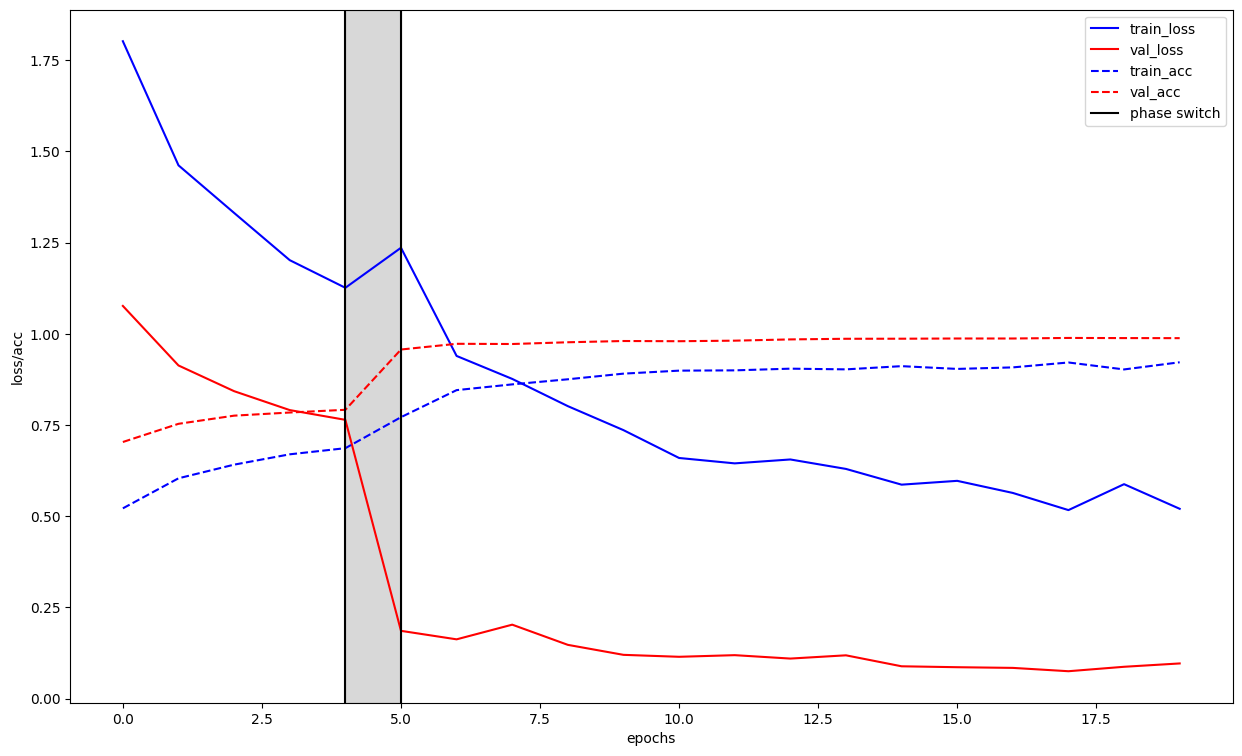 train_loss
val_loss
train_acc
val_acc
phase switch
1.75
1.50
1.25
1.00
0.75
0.50
0.25
0.00
loss/acc
0.0 2.5 5.0 7.5 10.0 12.5 15.0 17.5
epochs